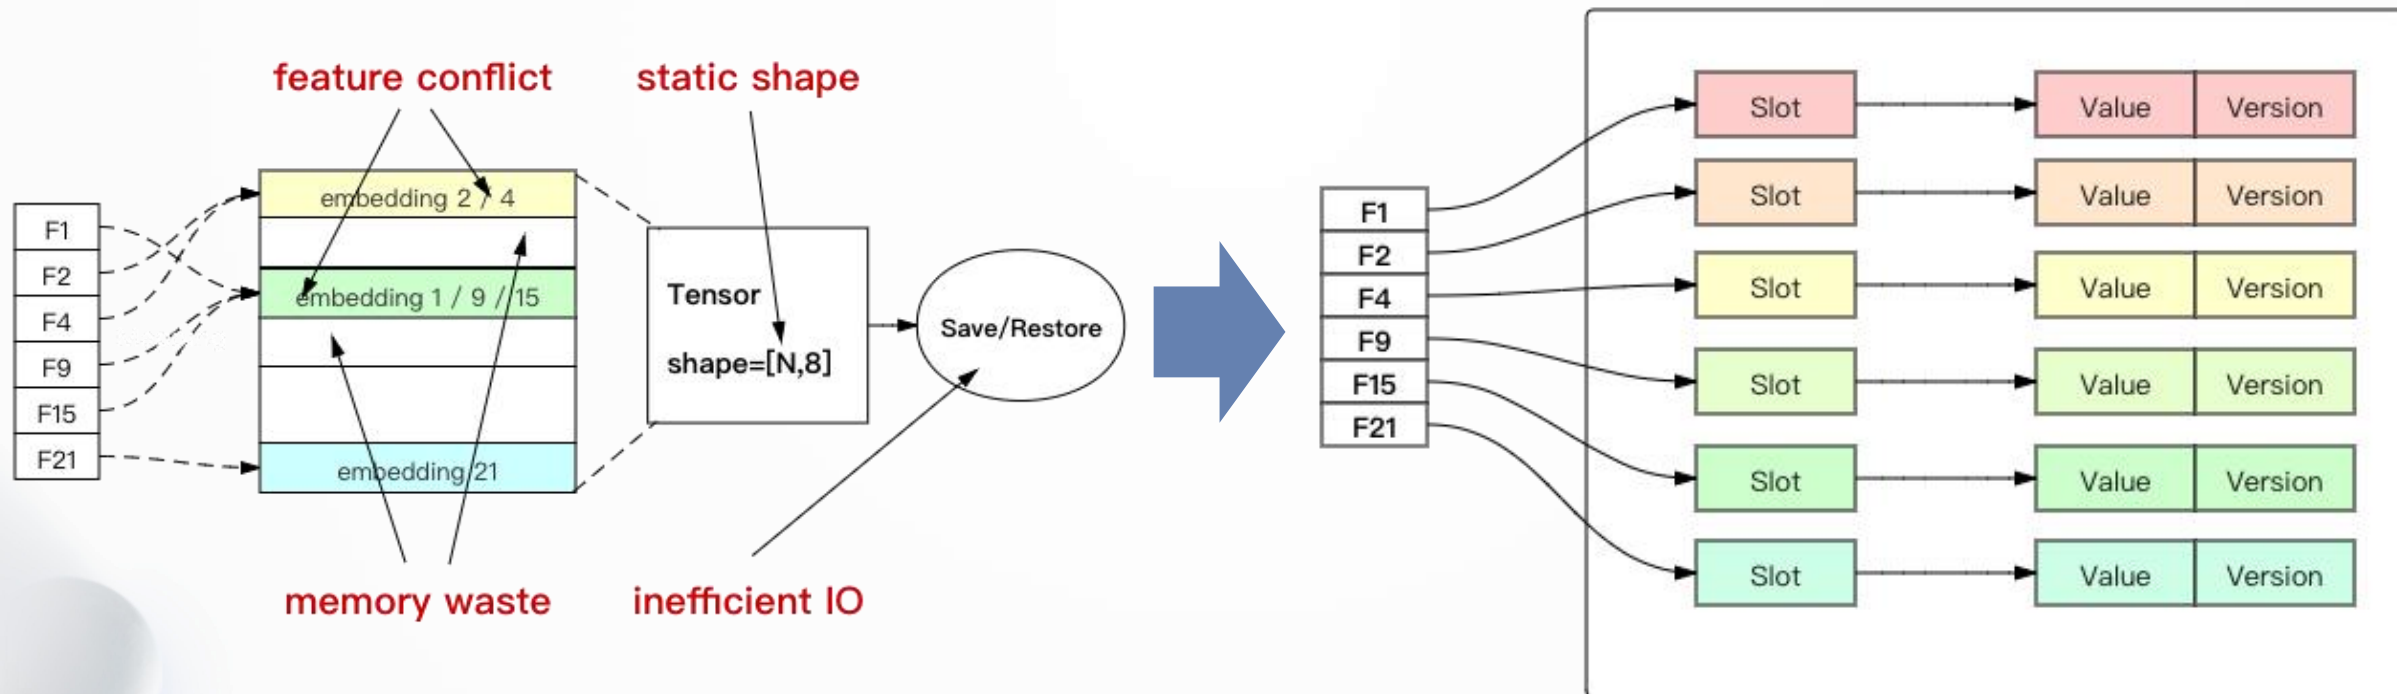 feature conflict
static shape
F1
F2
F4
F9
F15
F21
embedding 2 / 4
embedding 1 / 9 / 15
embedding 21
Tensor
shape=[N,8]
Save/Restore
memory waste
inefficient IO
F1
F2
F4
F9
F15
F21
Slot
Value
Version
Slot
Value
Version
Slot
Value
Version
Slot
Value
Version
Slot
Value
Version
Slot
Value
Version